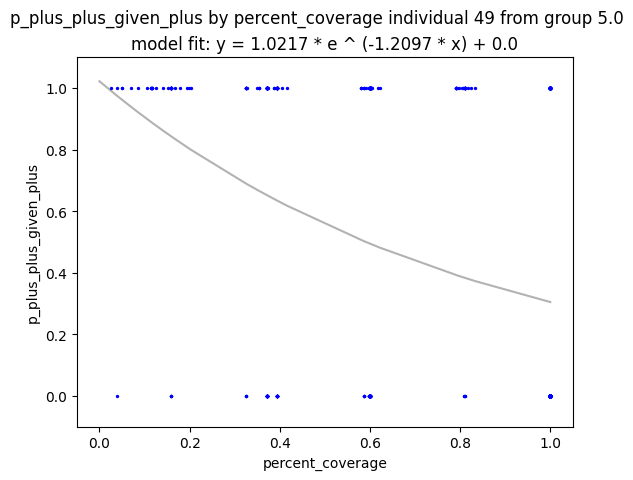 p_plus_plus_given_plus by percent_coverage individual 49 from group 5.0
model fit: y = 1.0217 * e ^ (-1.2097 * x) + 0.0
1.0
0.8
0.6
0.4
0.2
0.0
p_plus_plus_given_plus
0.0 0.2 0.4 0.6 0.8 1.0
percent_coverage